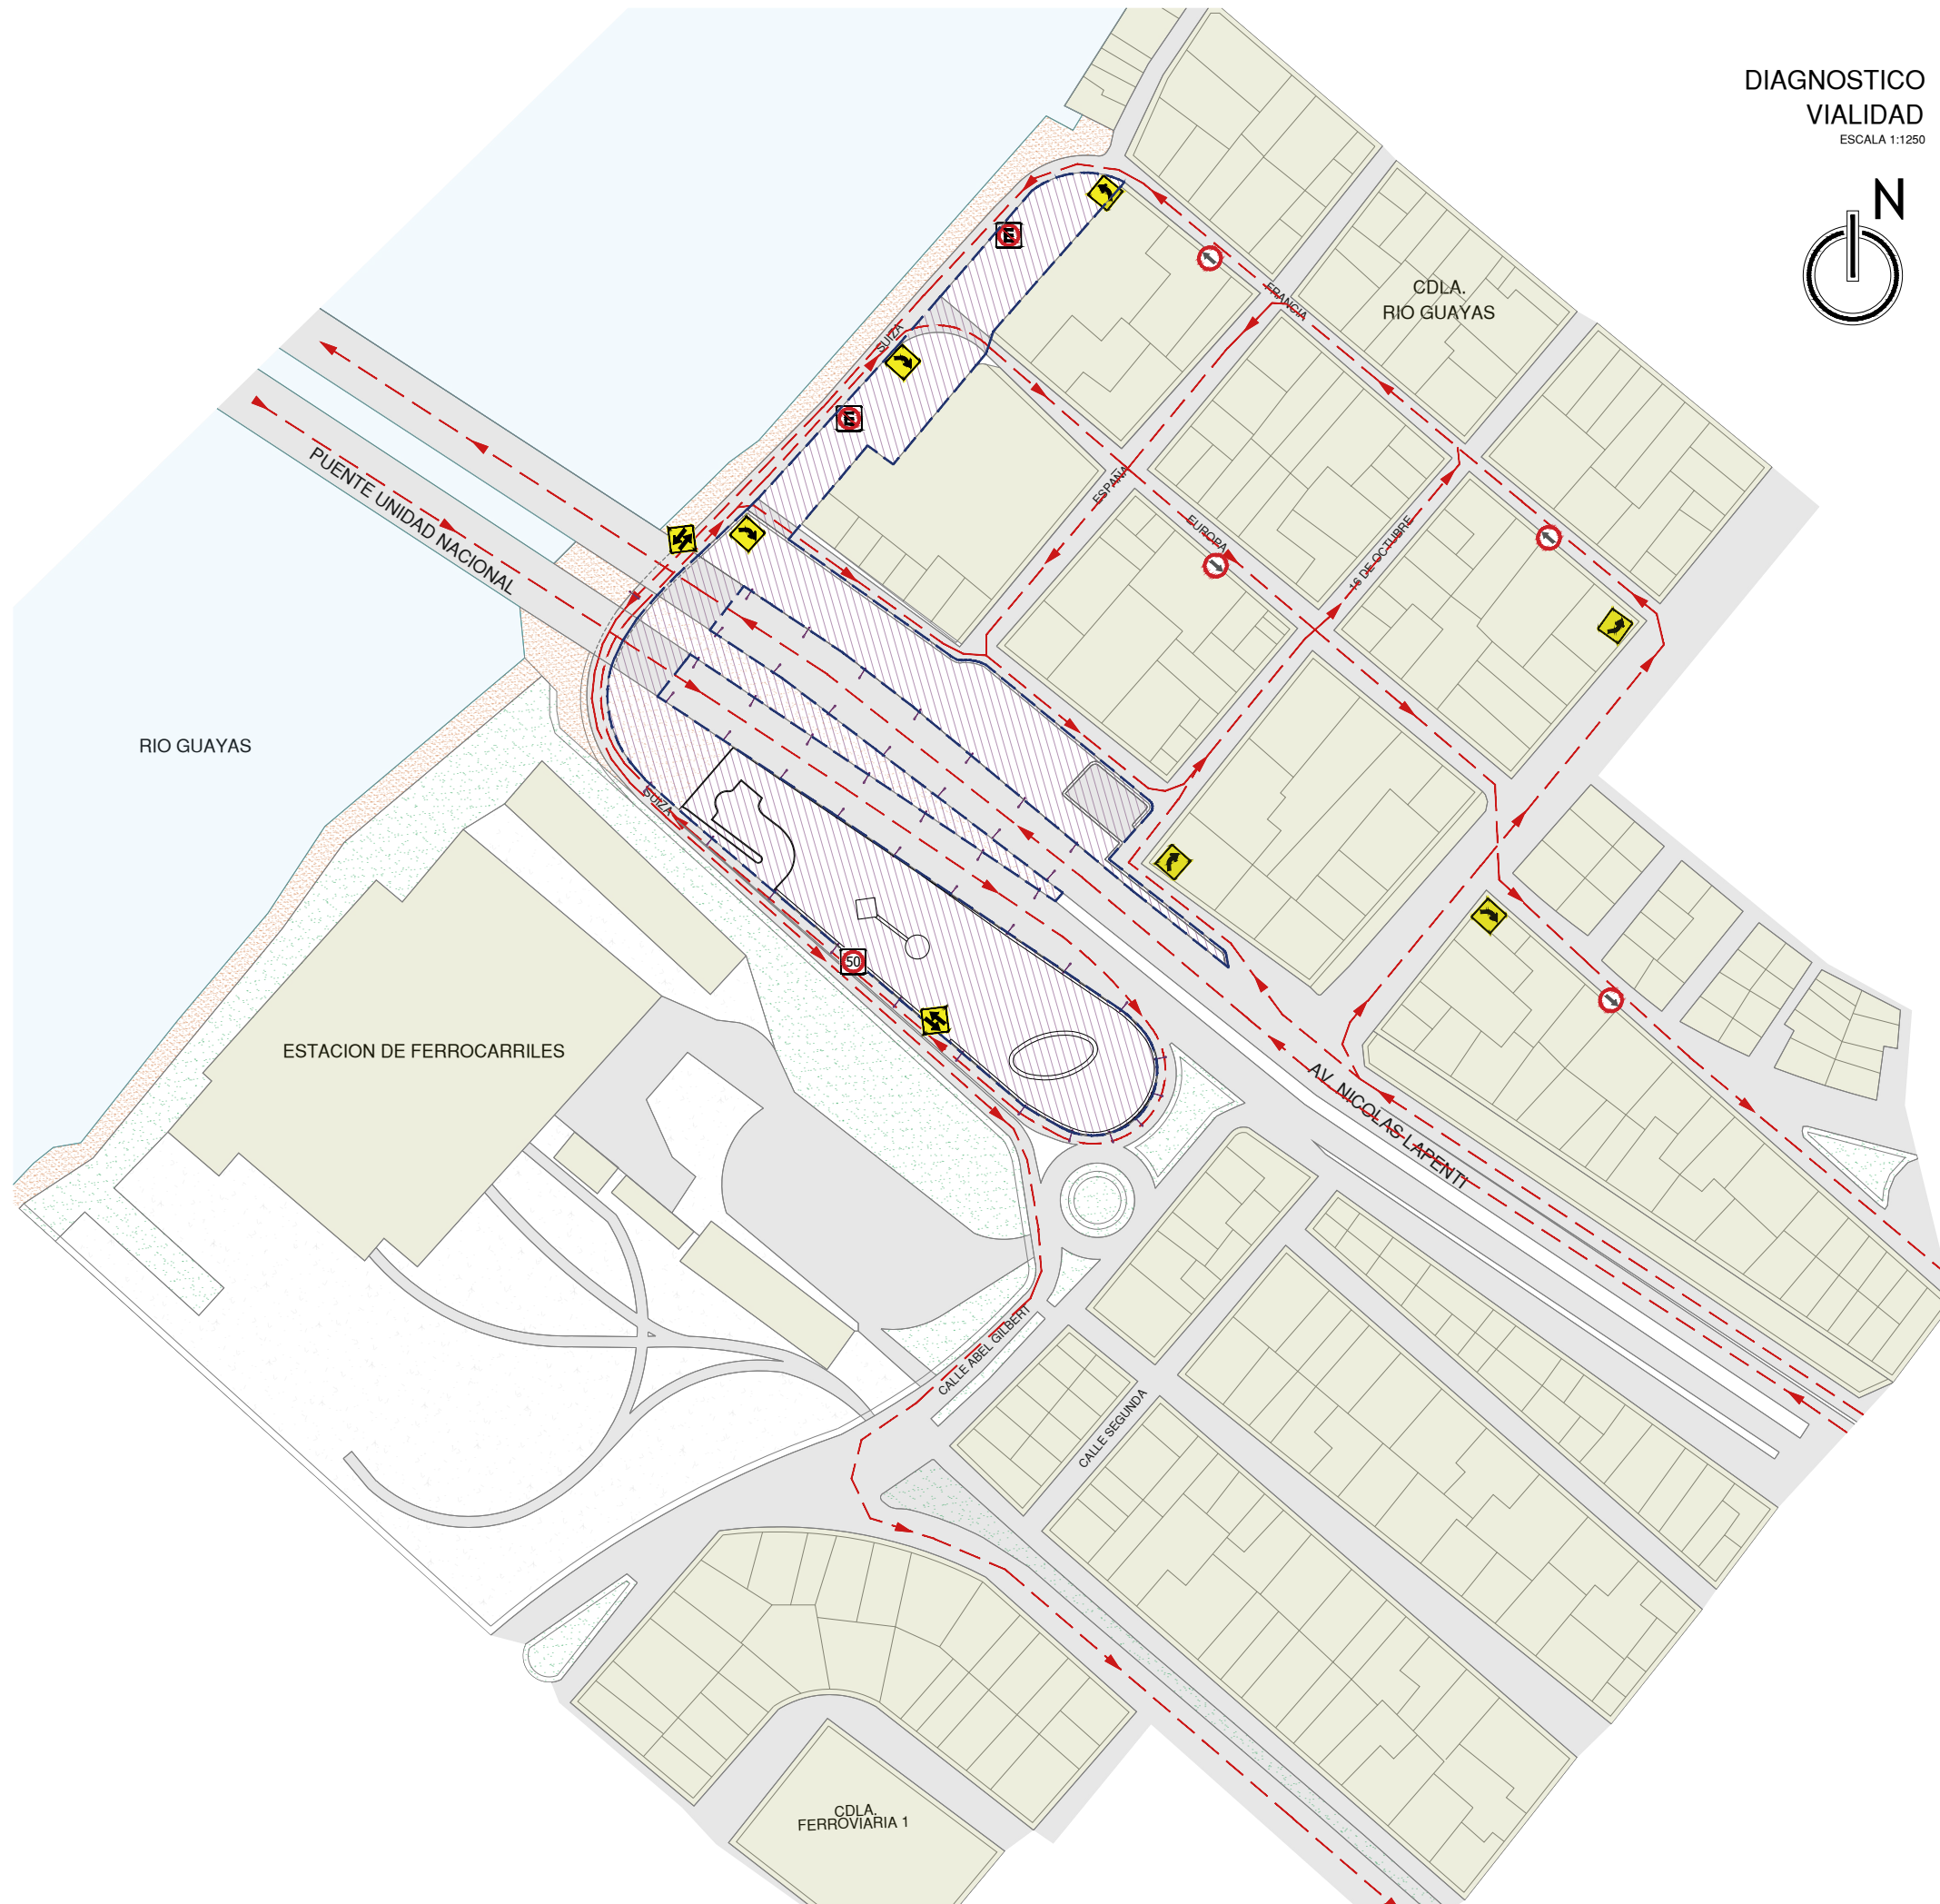 DIAGNOSTICO
VIALIDAD
ESCALA 1:1250
N
CDLA.
RIO GUAYAS
FRANCIA
SUIZA
ESPAÑA
EUROPA
16 DE OCTUBRE
PUENTE UNIDAD NACIONAL
RIO GUAYAS
SUIZA
50
ESTACION DE FERROCARRILES
AV. NICOLAS LAPENTI
CALLE ABEL GILBERT
CALLE SEGUNDA
CDLA.
FERROVIARIA 1